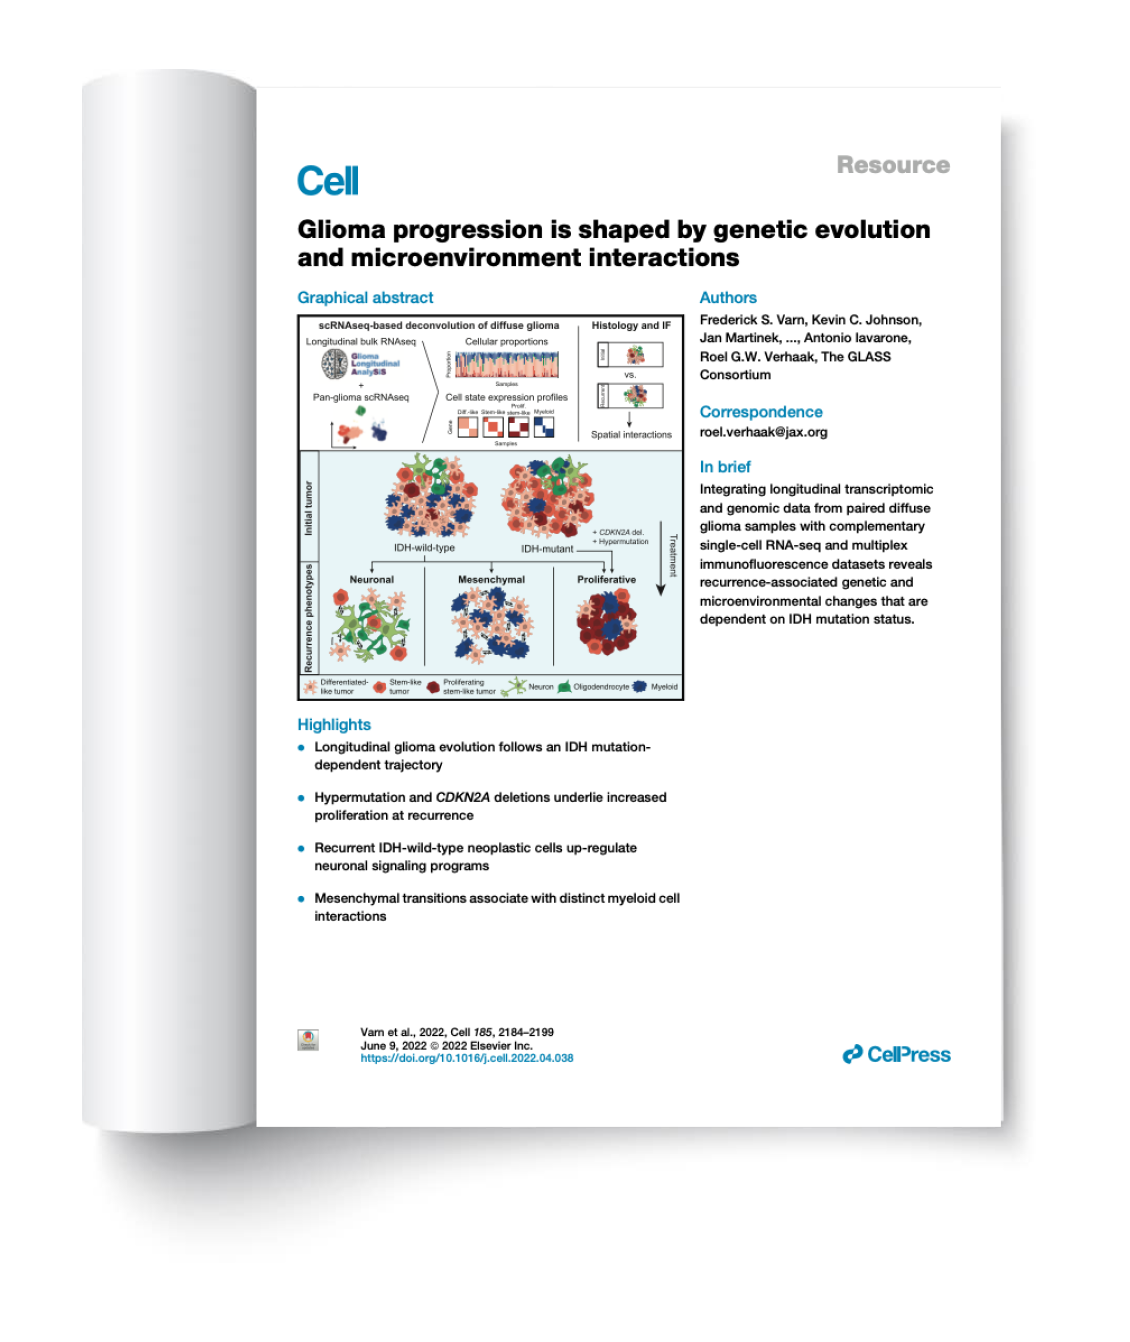 Resource
Cell
Glioma progression is shaped by genetic evolution
and microenvironment interactions
Graphical abstract
scRNAseq-based deconvolution of diffuse glioma
Histology and IF
Longitudinal bulk RNAseq
Glioma
Longitudinal
AnalySiS
+
Pan-glioma scRNAseq
Cellular proportions
Proportion
Samples
Cell state expression profiles
Diff.-like
Stem-like
Prolif.
stem-like
Myeloid
Gene
Samples
Initial
vs.
Recurrent
Spatial interactions
Initial tumor
IDH-wild-type
IDH-mutant
+ CDKN2A del.
+ Hypermutation
Treatment
Recurrence phenotypes
Neuronal
Mesenchymal
Proliferative
Differentiated-
like tumor
Stem-like
tumor
Proliferating
stem-like tumor
Neuron
Oligodendrocyte
Myeloid
Highlights
• Longitudinal glioma evolution follows an IDH mutation-
dependent trajectory
• Hypermutation and CDKN2A deletions underlie increased
proliferation at recurrence
• Recurrent IDH-wild-type neoplastic cells up-regulate
neuronal signaling programs
• Mesenchymal transitions associate with distinct myeloid cell
interactions
Authors
Frederick S. Varn, Kevin C. Johnson,
Jan Martinek, ..., Antonio Iavarone,
Roel G.W. Verhaak, The GLASS
Consortium
Correspondence
roel.verhaak@jax.org
In brief
Integrating longitudinal transcriptomic
and genomic data from paired diffuse
glioma samples with complementary
single-cell RNA-seq and multiplex
immunofluorescence datasets reveals
recurrence-associated genetic and
microenvironmental changes that are
dependent on IDH mutation status.
Varn et al., 2022, Cell 185, 2184–2199
June 9, 2022 © 2022 Elsevier Inc.
https://doi.org/10.1016/j.cell.2022.04.038
CellPress